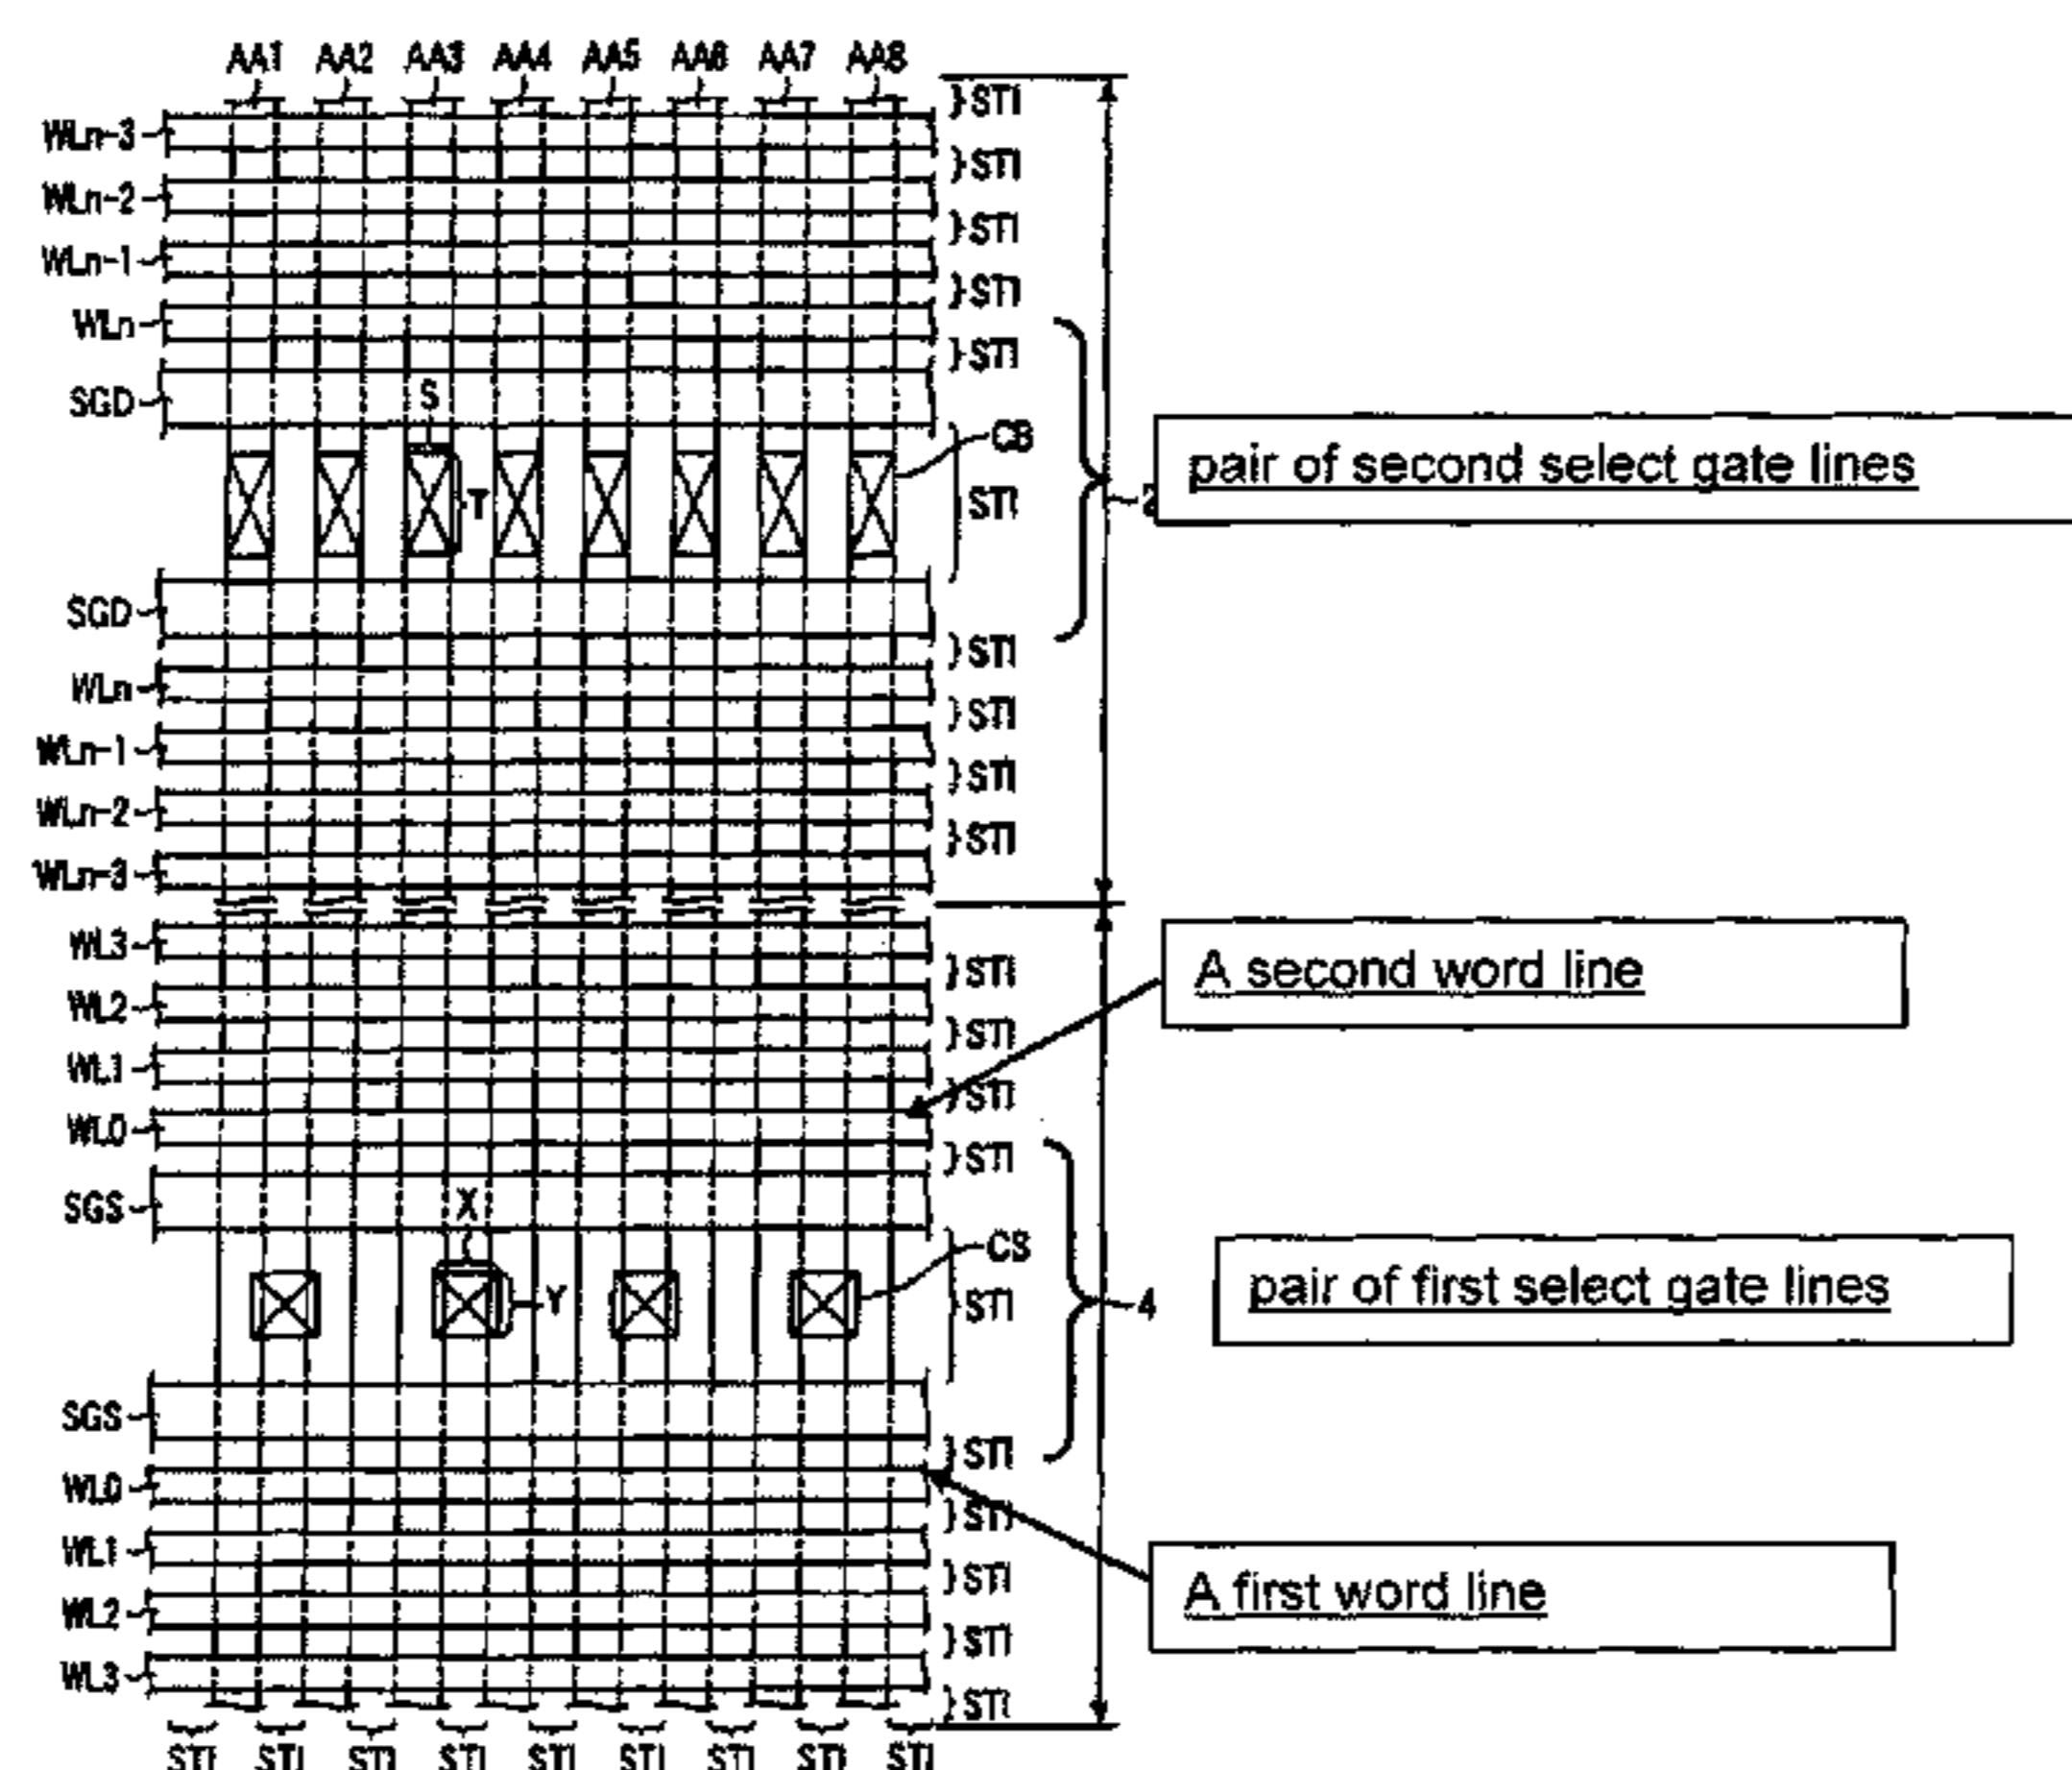 AA1 AA2 AA3 AA4 AA5 AA6 AA7 AA8
STI
WLn-3
STI
WLn-2
STI
WLn-1
STI
WLn
STI
SGD
S
CB
pair of second select gate lines
T
STI
2
SGD
STI
WLn
STI
WLn-1
STI
WLn-2
STI
WLn-3
WL3
A second word line
STI
WL2
STI
WL1
STI
WL0
STI
SGS
X
CS
pair of first select gate lines
Y
STI
4
SGS
STI
WL0
STI
WL1
STI
A first word line
WL2
STI
WL3
STI
STI STI STI STI STI STI STI STI STI